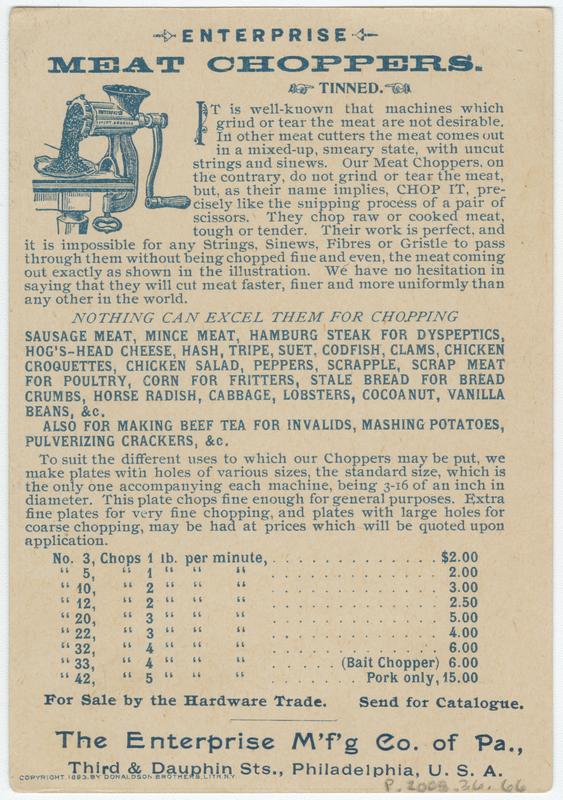 ENTERPRISE
MEAT CHOPPERS.
TINNED.
IT is well-known that machines which
grind or tear the meat are not desirable.
In other meat cutters the meat comes out
in a mixed-up, smeary state, with uncut
strings and sinews. Our Meat Choppers, on
the contrary, do not grind or tear the meat,
but, as their name implies, CHOP IT, pre-
cisely like the snipping process of a pair of
scissors. They chop raw or cooked meat,
tough or tender. Their work is perfect, and
it is impossible for any Strings, Sinews, Fibres or Gristle to pass
through them without being chopped fine and even, the meat coming
out exactly as shown in the illustration. We have no hesitation in
saying that they will cut meat faster, finer and more uniformly than
any other in the world.
NOTHING CAN EXCEL THEM FOR CHOPPING
SAUSAGE MEAT, MINCE MEAT, HAMBURG STEAK FOR DYSPEPTICS,
HOG'S-HEAD CHEESE, HASH, TRIPE, SUET, CODFISH, CLAMS, CHICKEN
CROQUETTES, CHICKEN SALAD, PEPPERS, SCRAPPLE, SCRAP MEAT
FOR POULTRY, CORN FOR FRITTERS, STALE BREAD FOR BREAD
CRUMBS, HORSE RADISH, CABBAGE, LOBSTERS, COCOANUT, VANILLA
BEANS, &c.
ALSO FOR MAKING BEEF TEA FOR INVALIDS, MASHING POTATOES,
PULVERIZING CRACKERS, &c.
To suit the different uses to which our Choppers may be put, we
make plates with holes of various sizes, the standard size, which is
the only one accompanying each machine, being 3-16 of an inch in
diameter. This plate chops fine enough for general purposes. Extra
fine plates for very fine chopping, and plates with large holes for
coarse chopping, may be had at prices which will be quoted upon
application.
No. 3, Chops 1 lb. per minute, . . . . . . . . . . . . $2.00
" 5, " 1 " " " . . . . . . . . . . . . 2.00
" 10, " 2 " " " . . . . . . . . . . . . 3.00
" 12, " 2 " " " . . . . . . . . . . . . 2.50
" 20, " 3 " " " . . . . . . . . . . . . 5.00
" 22, " 3 " " " . . . . . . . . . . . . 4.00
" 32, " 4 " " " . . . . . . . . . . . . 6.00
" 33, " 4 " " " . . . . . (Bait Chopper) 6.00
" 42, " 5 " " " . . . . . . . Pork only, 15.00
For Sale by the Hardware Trade. Send for Catalogue.
The Enterprise M'f'g Co. of Pa.,
Third & Dauphin Sts., Philadelphia, U. S. A.
COPYRIGHT.1893.BY DONALDSON BROTHERS, LITH.N.Y.
P.2008.36.66